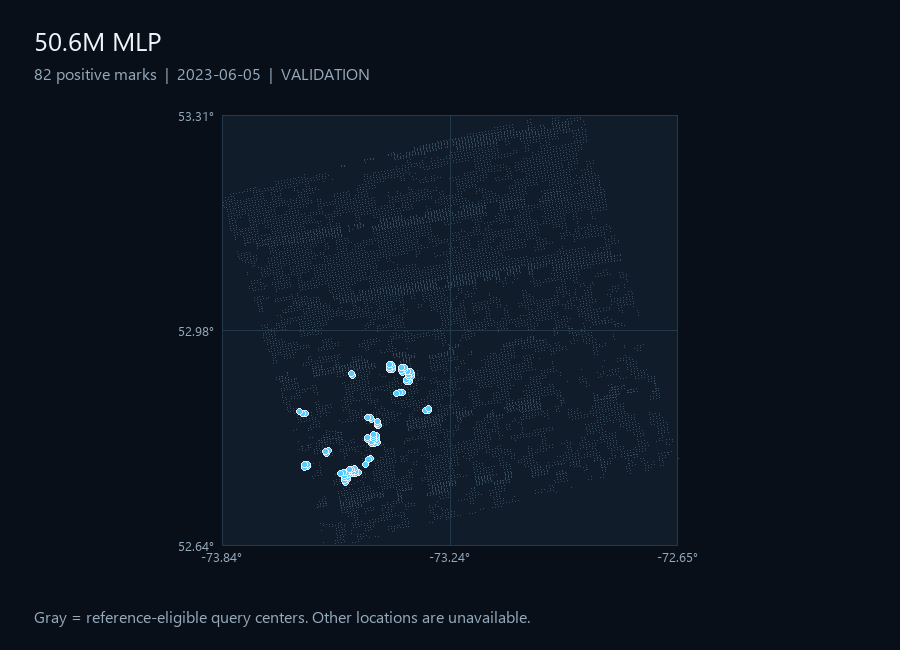 50.6M MLP
82 positive marks | 2023-06-05 | VALIDATION
53.31°
52.98°
52.64°
-73.84°
-73.24°
-72.65°
Gray = reference-eligible query centers. Other locations are unavailable.